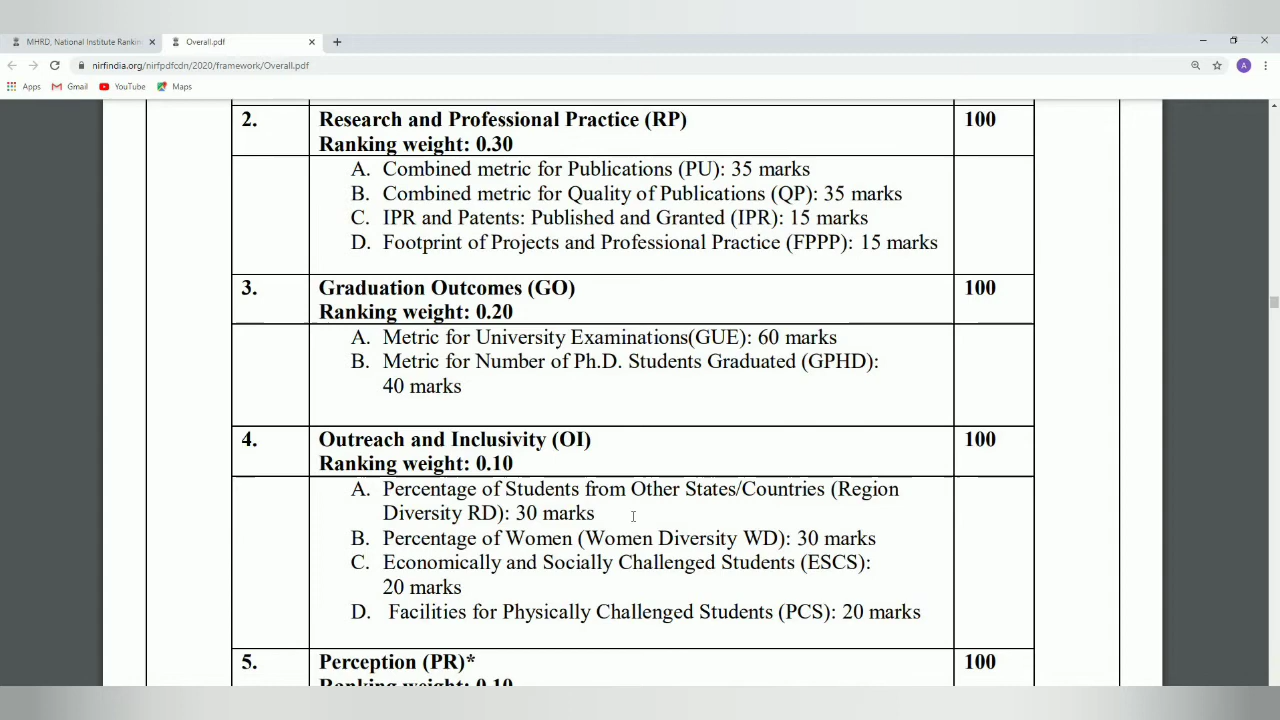 MHRD, National Institute Rankin
Overall.pdf
nirfindia.org/nirfpdfcdn/2020/framework/Overall.pdf
A
Apps
Gmail
YouTube
Maps
2. Research and Professional Practice (RP) 100
Ranking weight: 0.30
A. Combined metric for Publications (PU): 35 marks
B. Combined metric for Quality of Publications (QP): 35 marks
C. IPR and Patents: Published and Granted (IPR): 15 marks
D. Footprint of Projects and Professional Practice (FPPP): 15 marks
3. Graduation Outcomes (GO) 100
Ranking weight: 0.20
A. Metric for University Examinations(GUE): 60 marks
B. Metric for Number of Ph.D. Students Graduated (GPHD):
40 marks
4. Outreach and Inclusivity (OI) 100
Ranking weight: 0.10
A. Percentage of Students from Other States/Countries (Region
Diversity RD): 30 marks
B. Percentage of Women (Women Diversity WD): 30 marks
C. Economically and Socially Challenged Students (ESCS):
20 marks
D. Facilities for Physically Challenged Students (PCS): 20 marks
5. Perception (PR)* 100
Ranking weight: 0.10